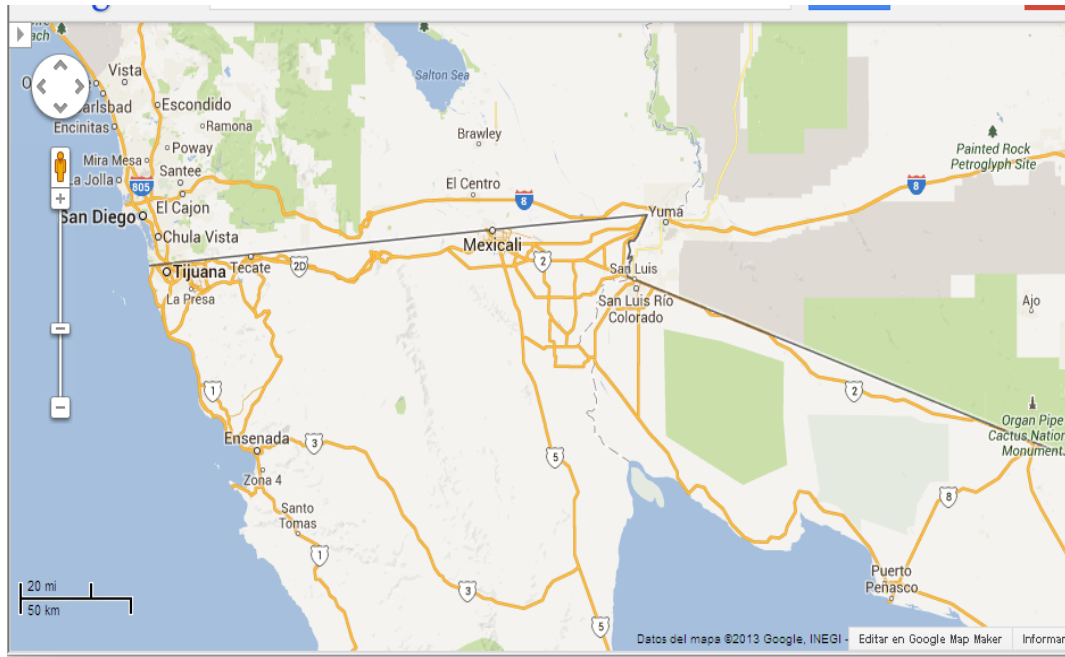 Vista
Escondido
Carlsbad
Encinitas
Ramona
Poway
Mira Mesa
Santee
La Jolla
805
El Cajon
San Diego
Chula Vista
Tijuana
Tecate
2D
La Presa
Salton Sea
Brawley
El Centro
8
Mexicali
2
Yuma
San Luis
San Luis Río
Colorado
8
Painted Rock
Petroglyph Site
Ajo
2
Organ Pipe
Cactus Nation
Monument.
1
Ensenada
3
Zona 4
Santo
Tomas
1
3
5
5
8
Puerto
Peñasco
20 mi
50 km
Datos del mapa ©2013 Google, INEGI -
Editar en Google Map Maker
Informar